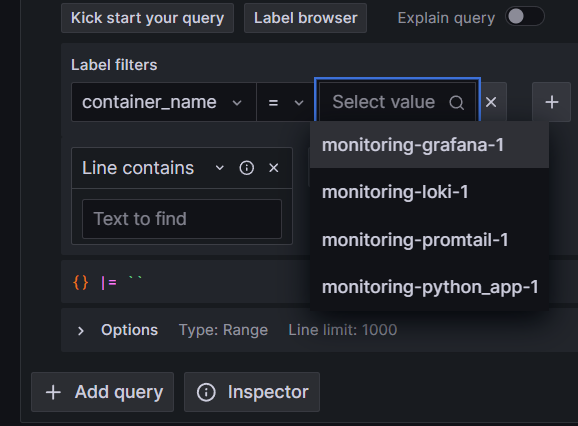 Kick start your query Label browser Explain query
Label filters
container_name = Select value
monitoring-grafana-1
monitoring-loki-1
monitoring-promtail-1
monitoring-python_app-1
Line contains
Text to find
{} |= ``
Options Type: Range Line limit: 1000
+ Add query Inspector